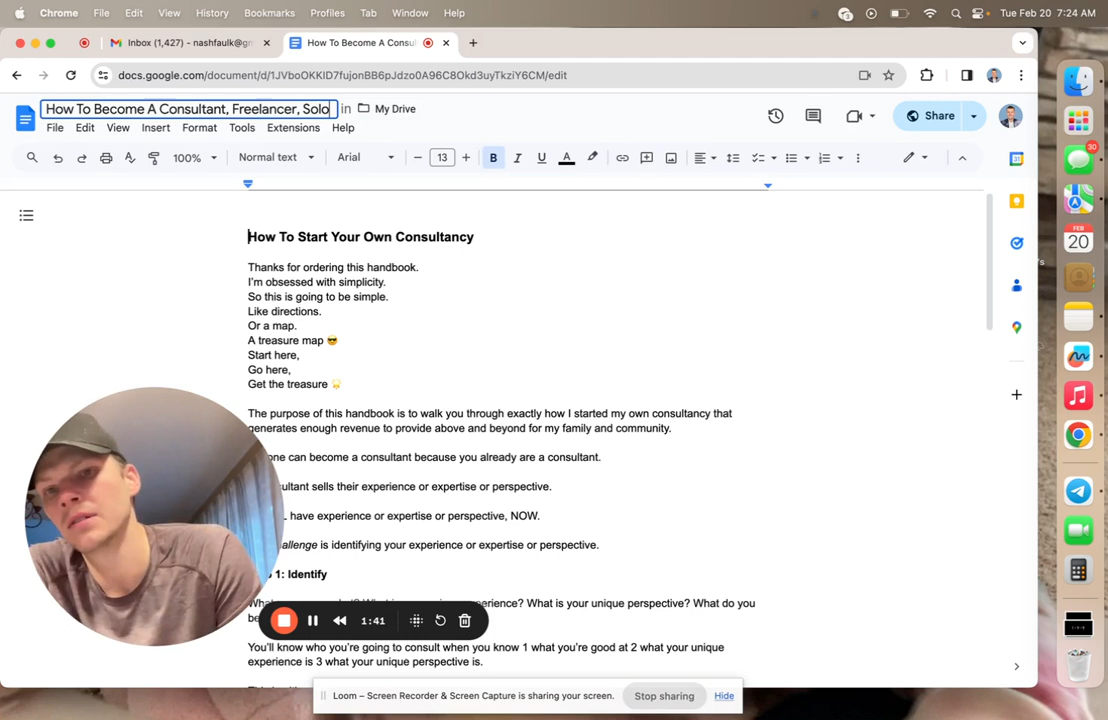 Chrome File Edit View History Bookmarks Profiles Tab Window Help Tue Feb 20 7:24 AM
Inbox (1,427) - nashfaulk@gm
How To Become A Consul
docs.google.com/document/d/1JVboOKKID7fujonBB6pJdzo0A96C8Okd3uyTkziY6CM/edit
How To Become A Consultant, Freelancer, Solo in My Drive
Share
File Edit View Insert Format Tools Extensions Help
100% Normal text Arial 13 B I U A
30
FEB
20
31
How To Start Your Own Consultancy
Thanks for ordering this handbook.
I'm obsessed with simplicity.
So this is going to be simple.
Like directions.
Or a map.
A treasure map 😎
Start here,
Go here,
Get the treasure
The purpose of this handbook is to walk you through exactly how I started my own consultancy that
generates enough revenue to provide above and beyond for my family and community.
one can become a consultant because you already are a consultant.
sultant sells their experience or expertise or perspective.
have experience or expertise or perspective, NOW.
allenge is identifying your experience or expertise or perspective.
1: Identify
erience? What is your unique perspective? What do you
1:41
You'll know who you're going to consult when you know 1 what you're good at 2 what your unique
experience is 3 what your unique perspective is.
Loom – Screen Recorder & Screen Capture is sharing your screen. Stop sharing Hide